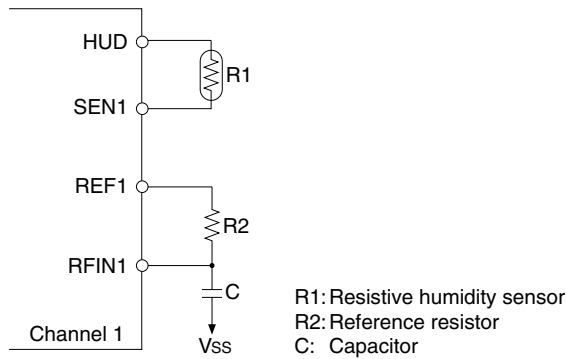 HUD
R1
SEN1
REF1
R2
RFIN1
C
Channel 1
VSS
R1: Resistive humidity sensor
R2: Reference resistor
C: Capacitor